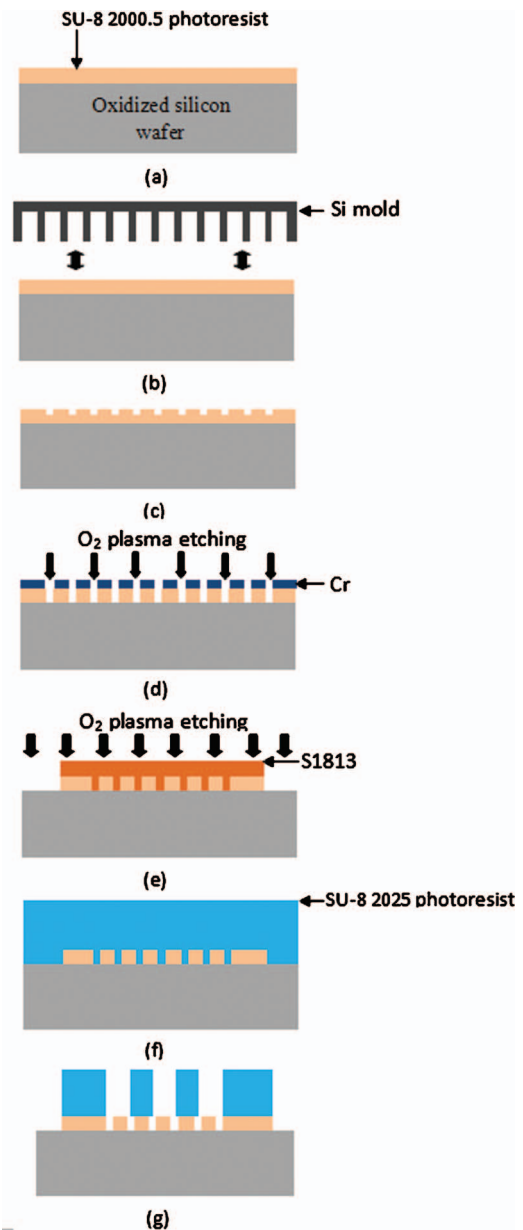 SU-8 2000.5 photoresist
Oxidized silicon
wafer
(a)
Si mold
(b)
(c)
O₂ plasma etching
Cr
(d)
O₂ plasma etching
S1813
(e)
SU-8 2025 photoresist
(f)
(g)